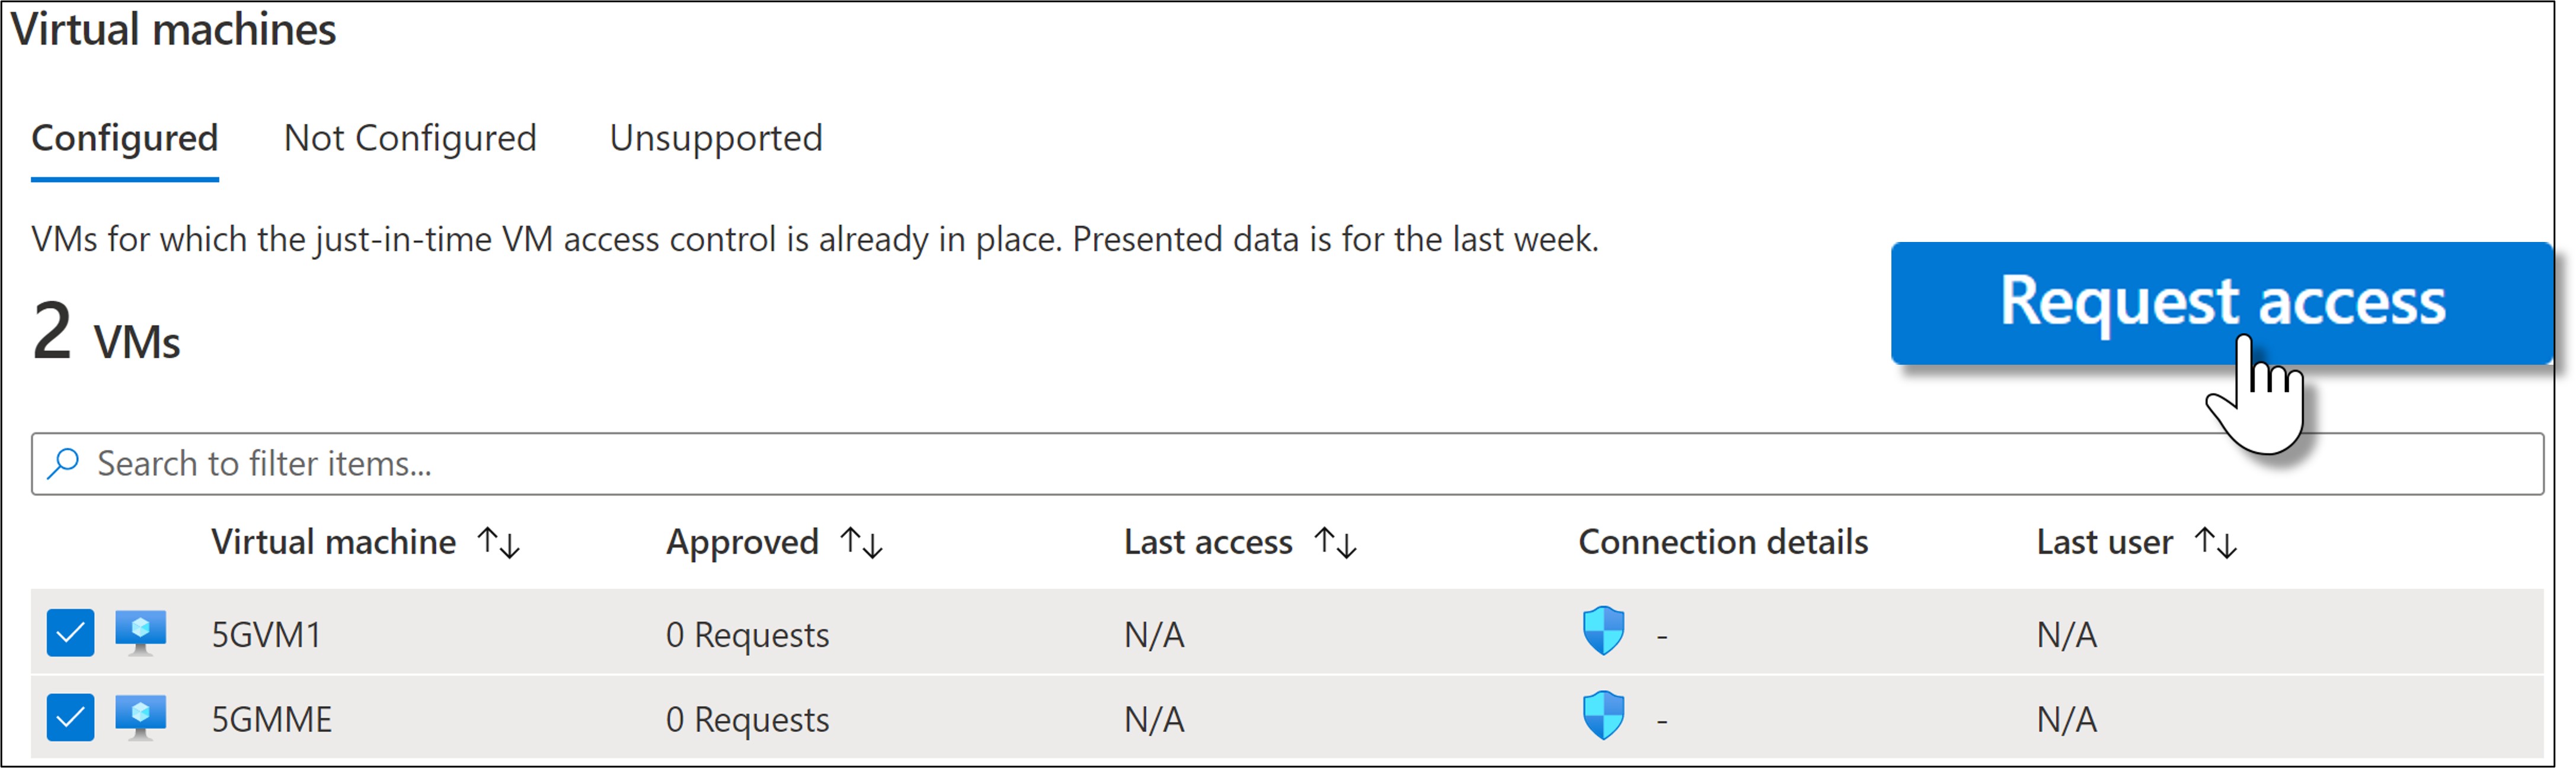 Virtual machines
Configured Not Configured Unsupported
VMs for which the just-in-time VM access control is already in place. Presented data is for the last week.
Request access
2 VMs
Search to filter items...
Virtual machine ↑↓ Approved ↑↓ Last access ↑↓ Connection details Last user ↑↓
5GVM1 0 Requests N/A - N/A
5GMME 0 Requests N/A - N/A